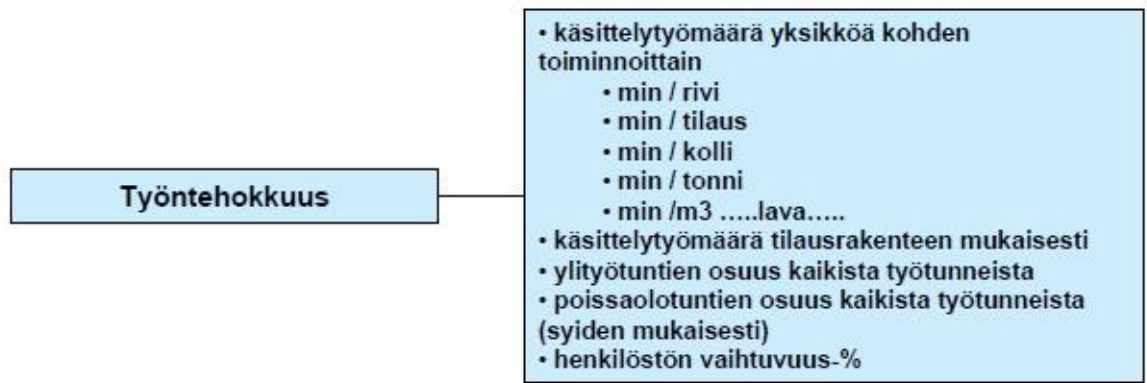 Työntehokkuus
• käsittelytyömäärä yksikköä kohden
toiminnoittain
• min / rivi
• min / tilaus
• min / kolli
• min / tonni
• min /m3 .....lava.....
• käsittelytyömäärä tilausrakenteen mukaisesti
• ylityötuntien osuus kaikista työtunneista
• poissaolotuntien osuus kaikista työtunneista
(syiden mukaisesti)
• henkilöstön vaihtuvuus-%